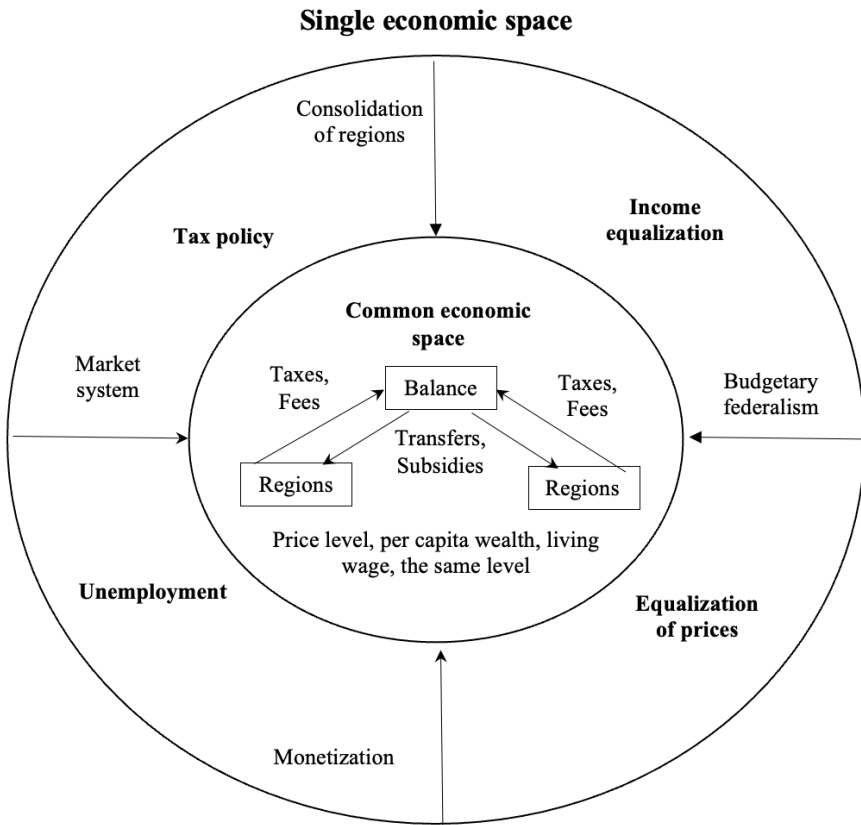 Single economic space
Consolidation
of regions
Tax policy
Income
equalization
Common economic
space
Market
system
Taxes,
Fees
Balance
Taxes,
Fees
Budgetary
federalism
Transfers,
Subsidies
Regions
Regions
Price level, per capita wealth, living
wage, the same level
Unemployment
Equalization
of prices
Monetization